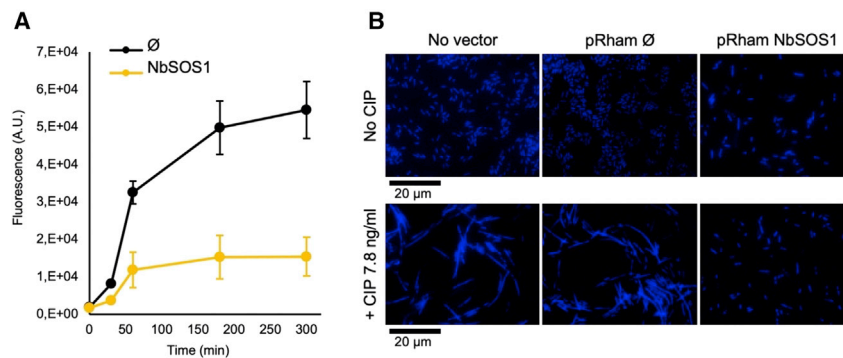 A
7,E+04
6,E+04
5,E+04
4,E+04
3,E+04
2,E+04
1,E+04
0,E+00
Fluorescence (A.U.)
Ø
NbSOS1
0 50 100 150 200 250 300
Time (min)
B
No vector pRham Ø pRham NbSOS1
No CIP
20 µm
+ CIP 7.8 ng/ml
20 µm